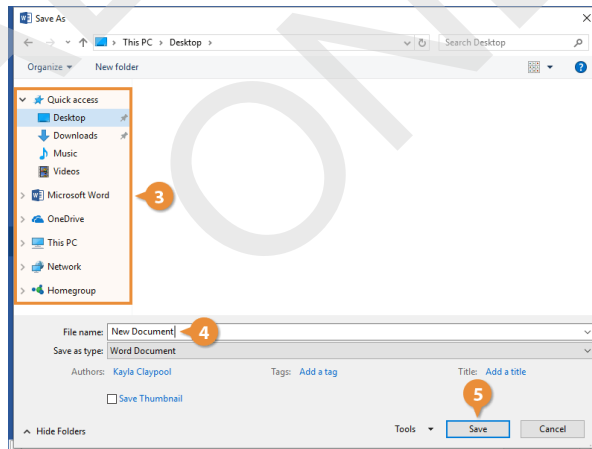 Save As
This PC > Desktop >
Search Desktop
Organize
New folder
Quick access
Desktop
Downloads
Music
Videos
Microsoft Word
OneDrive
This PC
Network
Homegroup
3
File name: New Document
4
Save as type: Word Document
Authors: Kayla Claypool Tags: Add a tag Title: Add a title
Save Thumbnail
5
Hide Folders
Tools Save Cancel